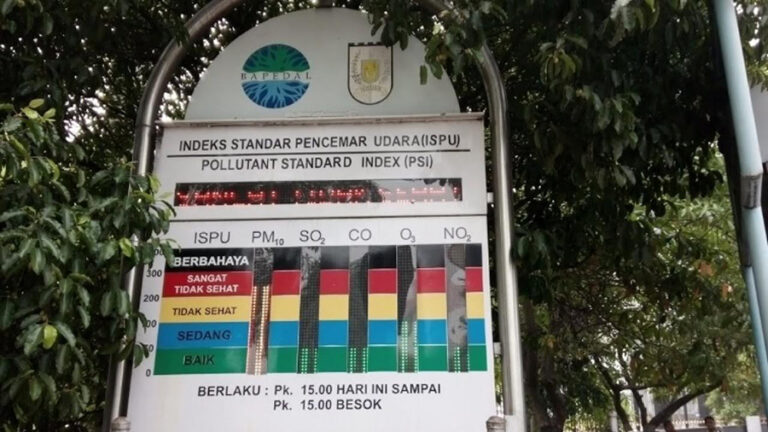 BAPEDAL
INDEKS STANDAR PENCEMAR UDARA(ISPU)
POLLUTANT STANDARD INDEX (PSI)
ISPU PM10 SO2 CO O3 NO2
BERBAHAYA
300
SANGAT
TIDAK SEHAT
200
TIDAK SEHAT
SEDANG
BAIK
0
BERLAKU : Pk. 15.00 HARI INI SAMPAI
Pk. 15.00 BESOK